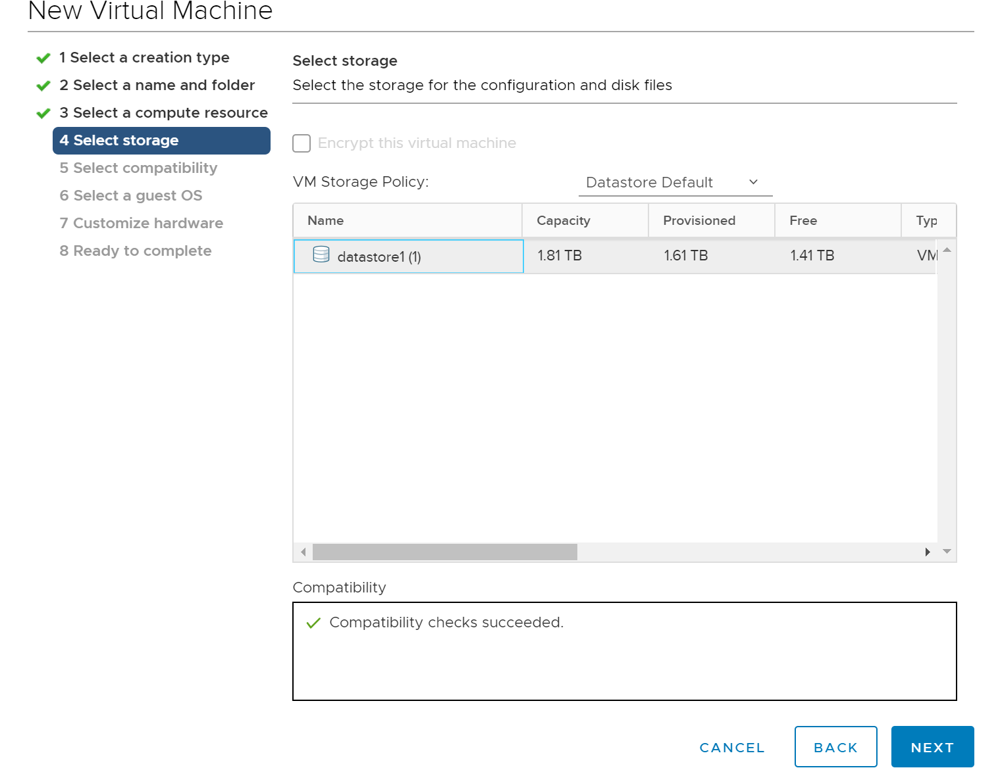 New Virtual Machine
1 Select a creation type
2 Select a name and folder
3 Select a compute resource
4 Select storage
5 Select compatibility
6 Select a guest OS
7 Customize hardware
8 Ready to complete
Select storage
Select the storage for the configuration and disk files
Encrypt this virtual machine
VM Storage Policy: Datastore Default
Name Capacity Provisioned Free Typ
datastore1 (1) 1.81 TB 1.61 TB 1.41 TB VM
Compatibility
Compatibility checks succeeded.
CANCEL BACK NEXT